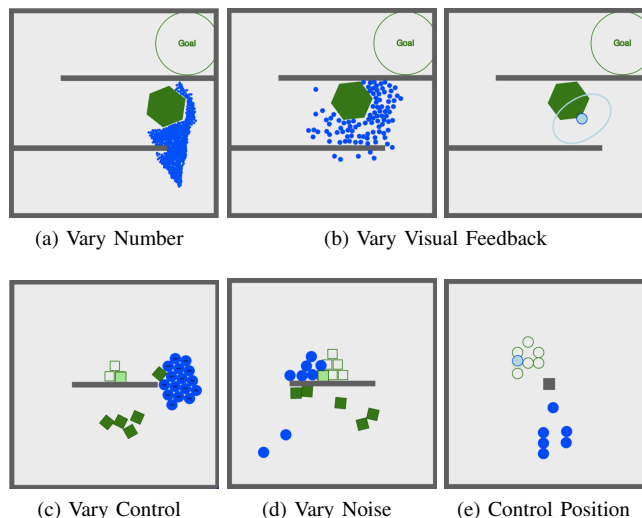 Goal
Goal
Goal
(a) Vary Number
(b) Vary Visual Feedback
(c) Vary Control
(d) Vary Noise
(e) Control Position